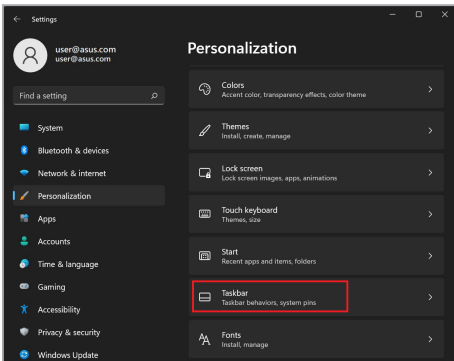 Settings
user@asus.com
user@asus.com
Find a setting
System
Bluetooth & devices
Network & internet
Personalization
Apps
Accounts
Time & language
Gaming
Accessibility
Privacy & security
Windows Update
Personalization
Colors
Accent color, transparency effects, color theme
Themes
Install, create, manage
Lock screen
Lock screen images, apps, animations
Touch keyboard
Themes, size
Start
Recent apps and items, folders
Taskbar
Taskbar behaviors, system pins
Fonts
Install, manage